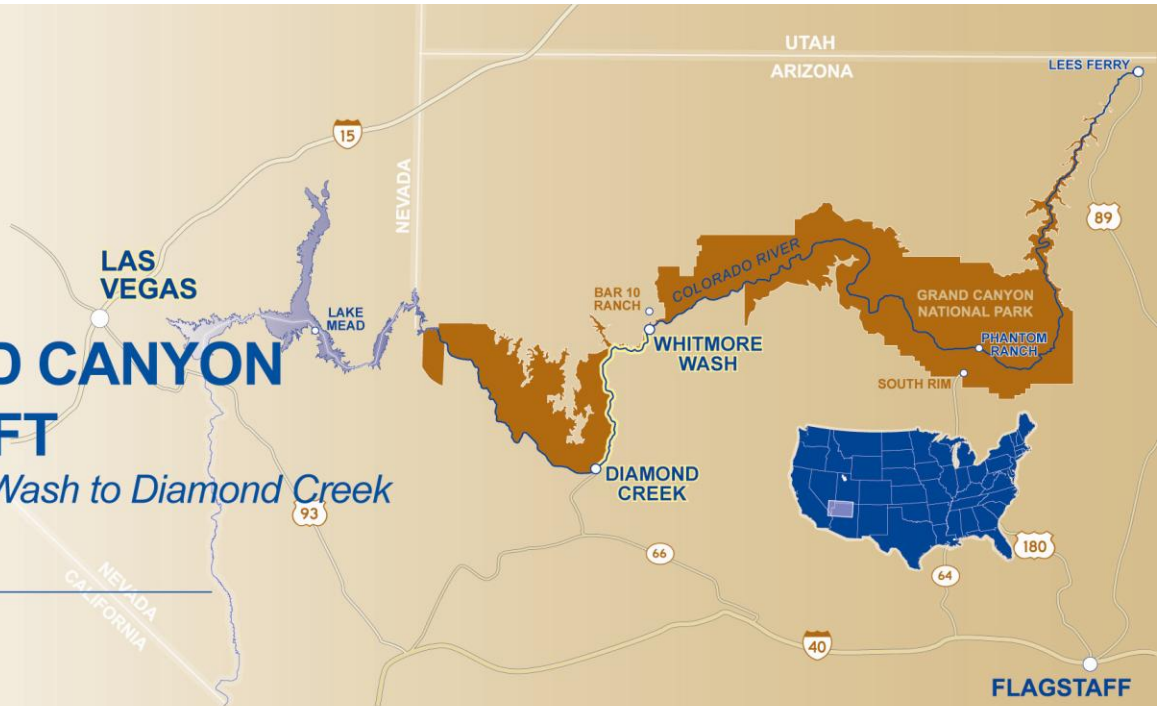 UTAH
ARIZONA
LEES FERRY
15
NEVADA
89
LAS
VEGAS
COLORADO RIVER
BAR 10
RANCH
GRAND CANYON
NATIONAL PARK
LAKE
MEAD
WHITMORE
WASH
PHANTOM
RANCH
D CANYON
SOUTH RIM
FT
DIAMOND
CREEK
Wash to Diamond Creek
93
66
180
64
NEVADA
CALIFORNIA
40
FLAGSTAFF